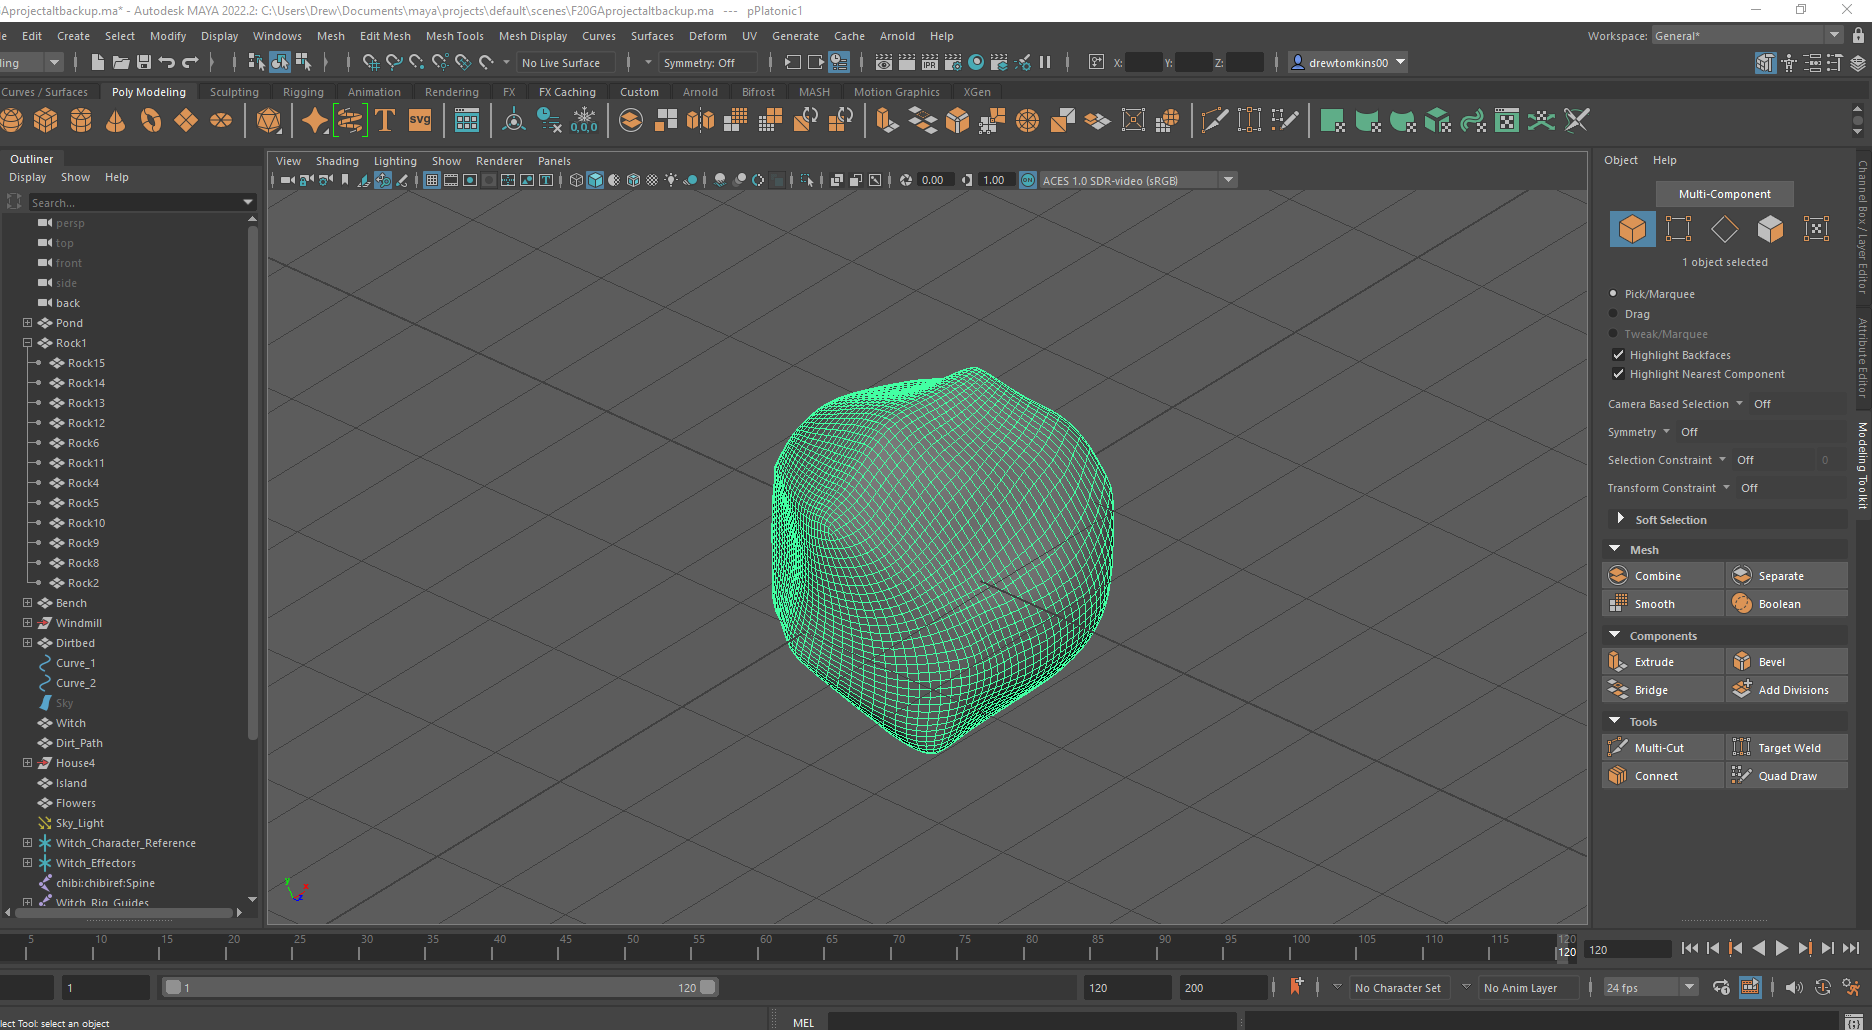 Aprojectaltbackup.ma* - Autodesk MAYA 2022.2: C:\Users\Drew\Documents\maya\projects\default\scenes\F20GAprojectaltbackup.ma --- pPlatonic1
le Edit Create Select Modify Display Windows Mesh Edit Mesh Mesh Tools Mesh Display Curves Surfaces Deform UV Generate Cache Arnold Help Workspace: General*
ling No Live Surface Symmetry: Off IPR X: Y: Z: drewtomkins00
Curves / Surfaces Poly Modeling Sculpting Rigging Animation Rendering FX FX Caching Custom Arnold Bifrost MASH Motion Graphics XGen
T svg 0,0,0
Outliner
Display Show Help
Search...
persp
top
front
side
back
Pond
Rock1
Rock15
Rock14
Rock13
Rock12
Rock6
Rock11
Rock4
Rock5
Rock10
Rock9
Rock8
Rock2
Bench
Windmill
Dirtbed
Curve_1
Curve_2
Sky
Witch
Dirt_Path
House4
Island
Flowers
Sky_Light
Witch_Character_Reference
Witch_Effectors
chibi:chibiref:Spine
Witch_Rig_Guides
View Shading Lighting Show Renderer Panels
0.00 1.00 ON ACES 1.0 SDR-video (sRGB)
y x z
Object Help
Multi-Component
1 object selected
Pick/Marquee
Drag
Tweak/Marquee
Highlight Backfaces
Highlight Nearest Component
Camera Based Selection Off
Symmetry Off
Selection Constraint Off 0
Transform Constraint Off
Soft Selection
Mesh
Combine Separate
Smooth Boolean
Components
Extrude Bevel
Bridge Add Divisions
Tools
Multi-Cut Target Weld
Connect Quad Draw
Channel Box / Layer Editor
Attribute Editor
Modeling Toolkit
5 10 15 20 25 30 35 40 45 50 55 60 65 70 75 80 85 90 95 100 105 110 115 120
120 120
1 1 120 120 200 No Character Set No Anim Layer 24 fps
lect Tool: select an object MEL